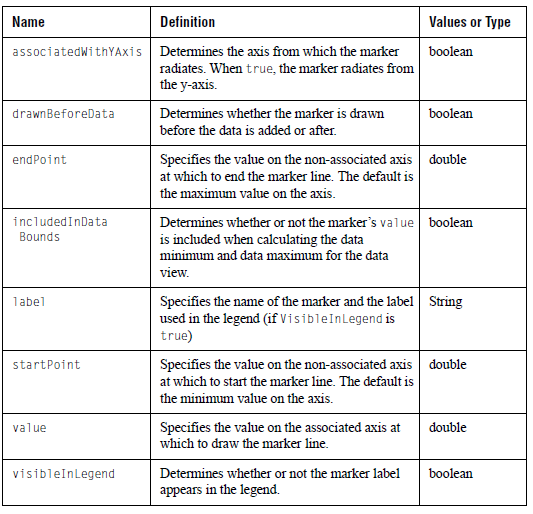 Name Definition Values or Type
associatedWithYAxis Determines the axis from which the marker boolean
radiates. When true, the marker radiates from
the y-axis.
drawnBeforeData Determines whether the marker is drawn boolean
before the data is added or after.
endPoint Specifies the value on the non-associated axis double
at which to end the marker line. The default is
the maximum value on the axis.
includedInData Determines whether or not the marker’s value boolean
Bounds is included when calculating the data
minimum and data maximum for the data
view.
label Specifies the name of the marker and the label String
used in the legend (if VisibleInLegend is
true)
startPoint Specifies the value on the non-associated axis double
at which to start the marker line. The default is
the minimum value on the axis.
value Specifies the value on the associated axis at double
which to draw the marker line.
visibleInLegend Determines whether or not the marker label boolean
appears in the legend.